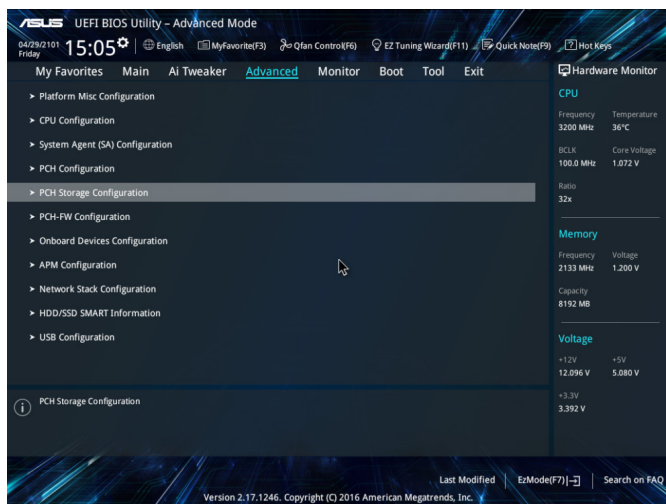 ASUS UEFI BIOS Utility – Advanced Mode
04/29/2101 Friday 15:05 English MyFavorite(F3) Qfan Control(F6) EZ Tuning Wizard(F11) Quick Note(F9) ? Hot Keys
My Favorites Main Ai Tweaker Advanced Monitor Boot Tool Exit
> Platform Misc Configuration
> CPU Configuration
> System Agent (SA) Configuration
> PCH Configuration
> PCH Storage Configuration
> PCH-FW Configuration
> Onboard Devices Configuration
> APM Configuration
> Network Stack Configuration
> HDD/SSD SMART Information
> USB Configuration
i PCH Storage Configuration
Hardware Monitor
CPU
Frequency Temperature
3200 MHz 36°C
BCLK Core Voltage
100.0 MHz 1.072 V
Ratio
32x
Memory
Frequency Voltage
2133 MHz 1.200 V
Capacity
8192 MB
Voltage
+12V +5V
12.096 V 5.080 V
+3.3V
3.392 V
Last Modified EzMode(F7) Search on FAQ
Version 2.17.1246. Copyright (C) 2016 American Megatrends, Inc.